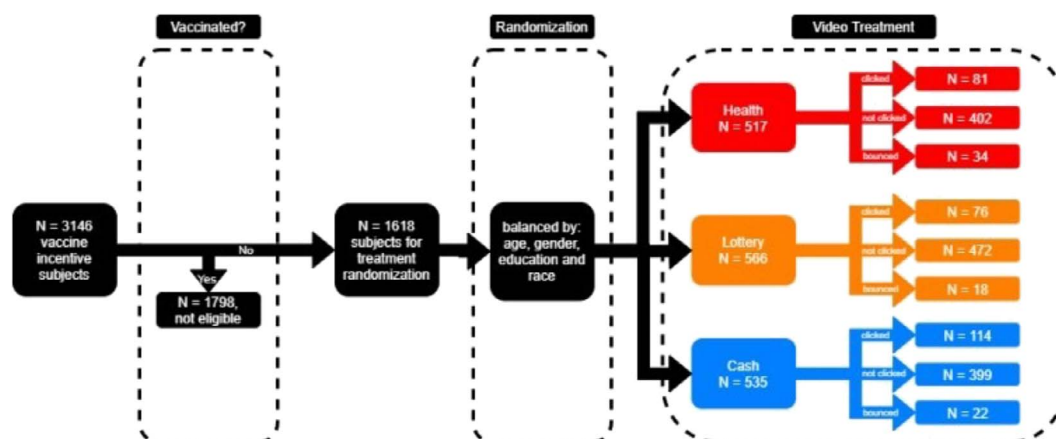 Vaccinated?
Randomization
Video Treatment
N = 3146
vaccine
incentive
subjects
No
Yes
N = 1798,
not eligible
N = 1618
subjects for
treatment
randomization
balanced by:
age, gender,
education and
race
Health
N = 517
clicked
N = 81
not clicked
N = 402
bounced
N = 34
Lottery
N = 566
clicked
N = 76
not clicked
N = 472
bounced
N = 18
Cash
N = 535
clicked
N = 114
not clicked
N = 399
bounced
N = 22